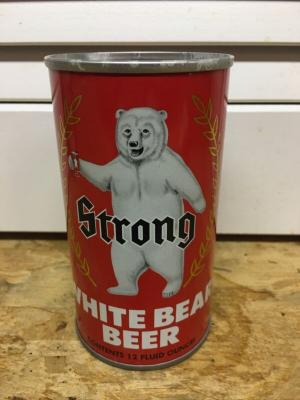 Strong
WHITE BEAR
BEER
CONTENTS 12 FLUID OUNCES